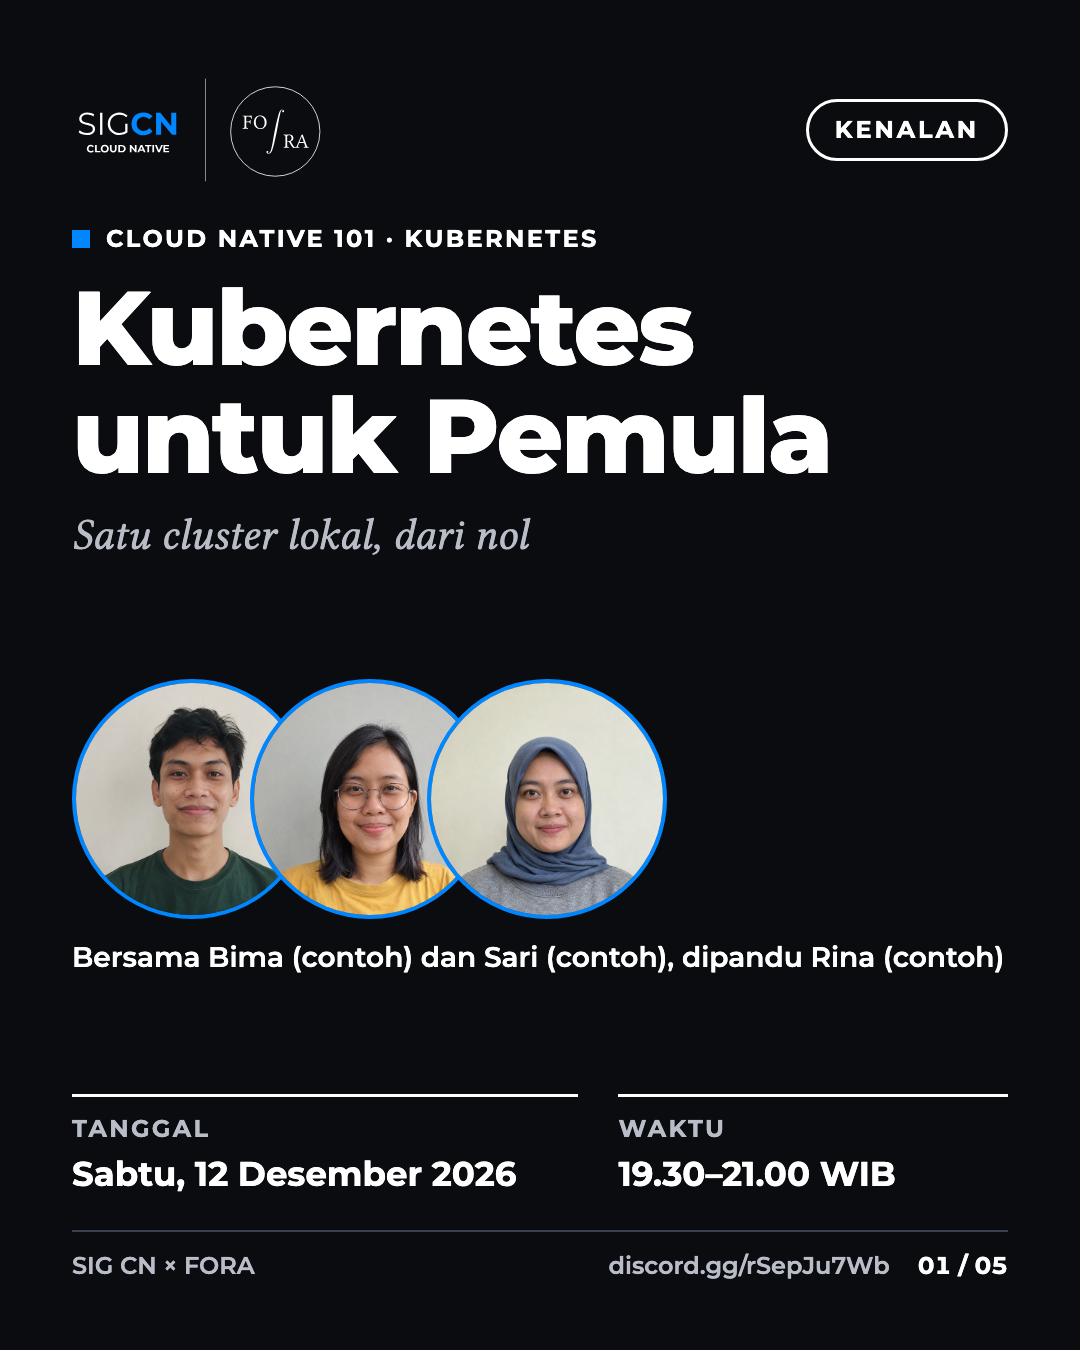 SIGCN
CLOUD NATIVE
FO RA
KENALAN
CLOUD NATIVE 101 · KUBERNETES
Kubernetes
untuk Pemula
Satu cluster lokal, dari nol
Bersama Bima (contoh) dan Sari (contoh), dipandu Rina (contoh)
TANGGAL
Sabtu, 12 Desember 2026
WAKTU
19.30–21.00 WIB
SIG CN × FORA
discord.gg/rSepJu7Wb
01 / 05